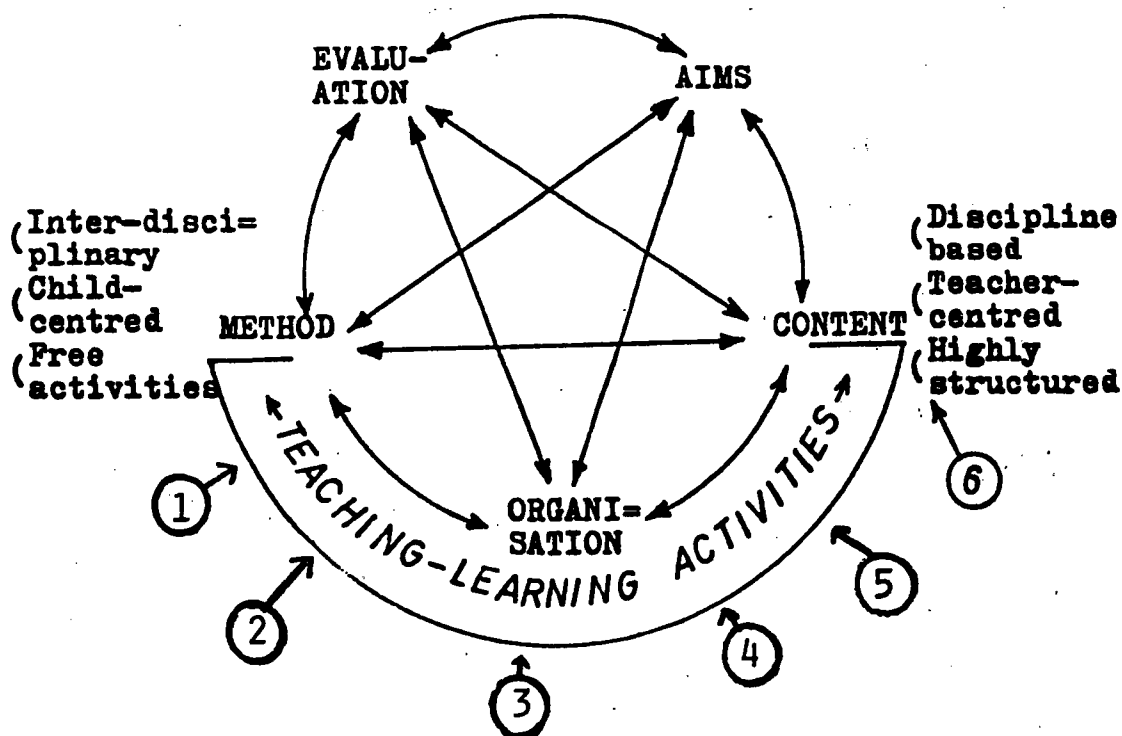 EVALU-
ATION
AIMS
(Inter-disci=
plinary
(Child-
centred
(Free
activities
METHOD
CONTENT
(Discipline
based
(Teacher-
centred
(Highly
structured
ORGANI=
SATION
TEACHING-LEARNING ACTIVITIES
1
2
3
4
5
6